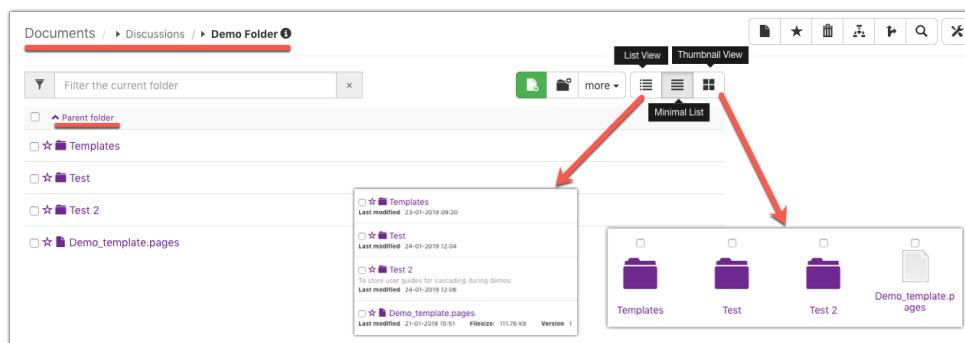 Documents / ▸ Discussions / ▸ Demo Folder
List View
Thumbnail View
Filter the current folder
×
more
Minimal List
Parent folder
Templates
Test
Test 2
Demo_template.pages
Templates
Last modified 23-01-2019 09:20
Test
Last modified 24-01-2019 12:04
Test 2
To store user guides for cascading during demos
Last modified 24-01-2019 12:06
Demo_template.pages
Last modified 21-01-2019 15:51 Filesize: 111.76 Kb Version 1
Templates
Test
Test 2
Demo_template.p
ages